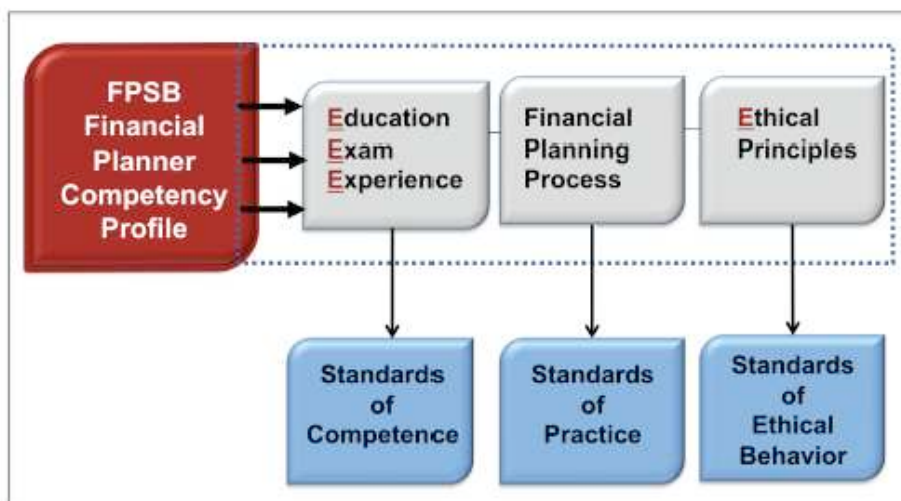 FPSB
Financial
Planner
Competency
Profile
Education
Exam
Experience
Financial
Planning
Process
Ethical
Principles
Standards
of
Competence
Standards
of
Practice
Standards
of
Ethical
Behavior